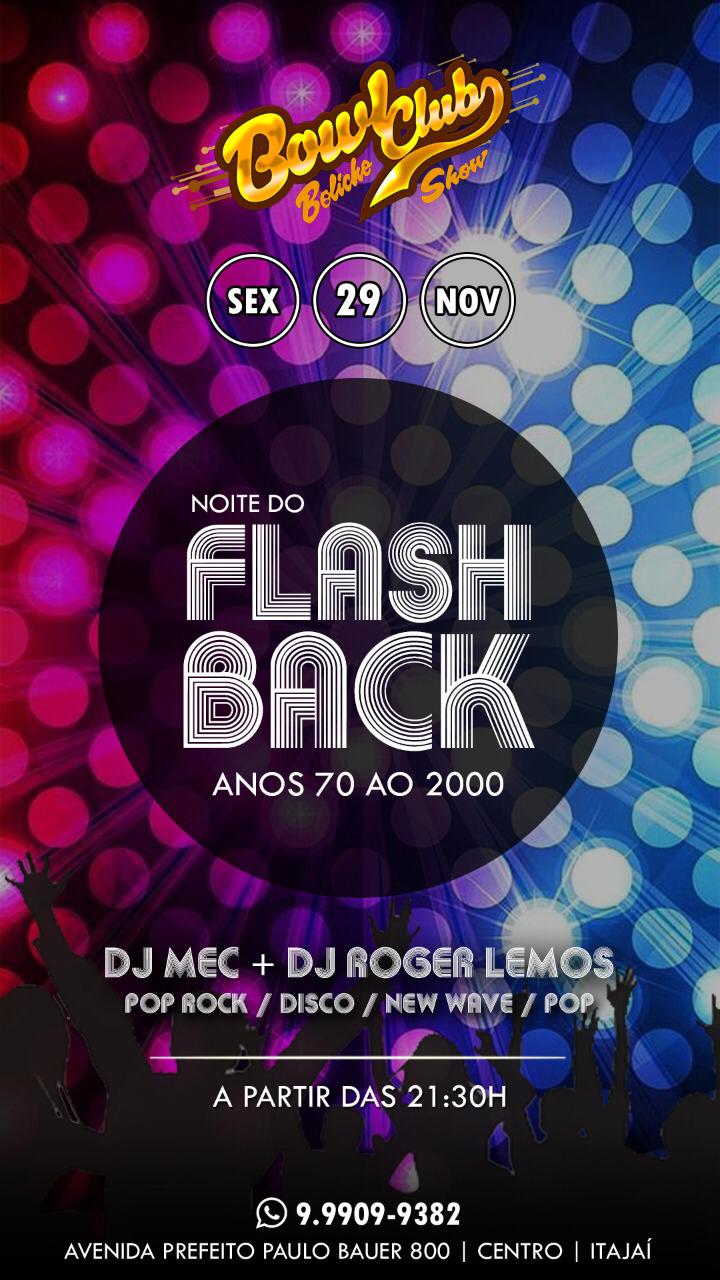 Bowl Club
Boliche Show
SEX 29 NOV
NOITE DO
FLASH
BACK
ANOS 70 AO 2000
DJ MEC + DJ ROGER LEMOS
POP ROCK / DISCO / NEW WAVE / POP
A PARTIR DAS 21:30H
9.9909-9382
AVENIDA PREFEITO PAULO BAUER 800 | CENTRO | ITAJAÍ